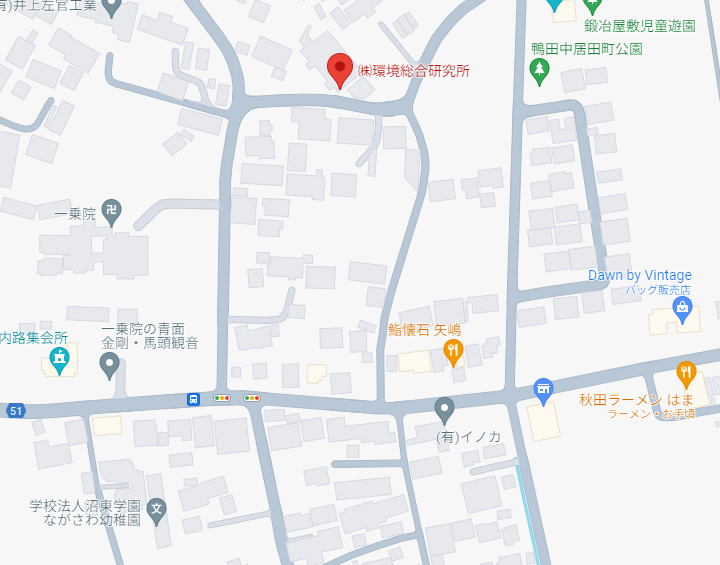 有)井上左官工業
鍛冶屋敷児童遊園
鴨田中居田町公園
㈱環境総合研究所
卍
一乗院
Dawn by Vintage
バッグ販売店
内路集会所
一乗院の青面
金剛・馬頭観音
鮨懐石 矢嶋
51
秋田ラーメン はま
ラーメン・お手頃
(有)イノカ
学校法人沼東学園
ながさわ幼稚園
文